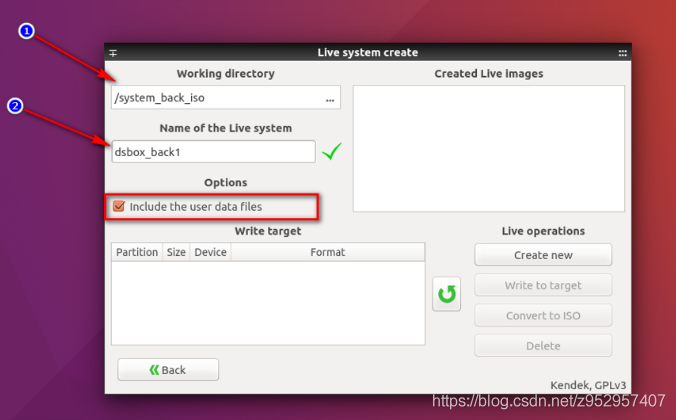 1
Live system create
Working directory
Created Live images
/system_back_iso
...
2
Name of the Live system
dsbox_back1
Options
Include the user data files
Write target
Live operations
Partition Size Device Format
Create new
Write to target
Convert to ISO
Delete
Back
Kendek, GPLv3
https://blog.csdn.net/z952957407